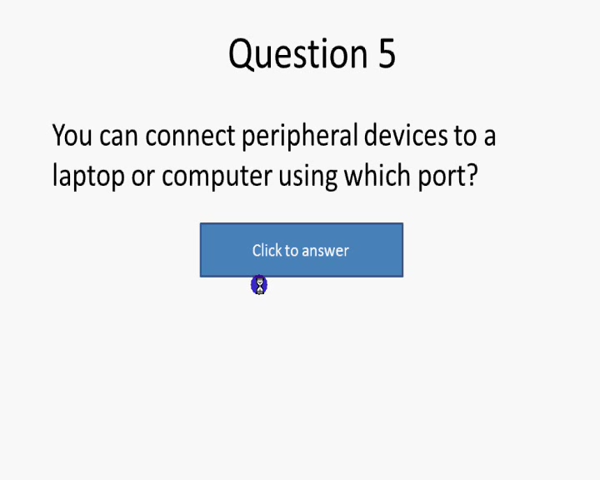 Question 5
You can connect peripheral devices to a
laptop or computer using which port?
Click to answer